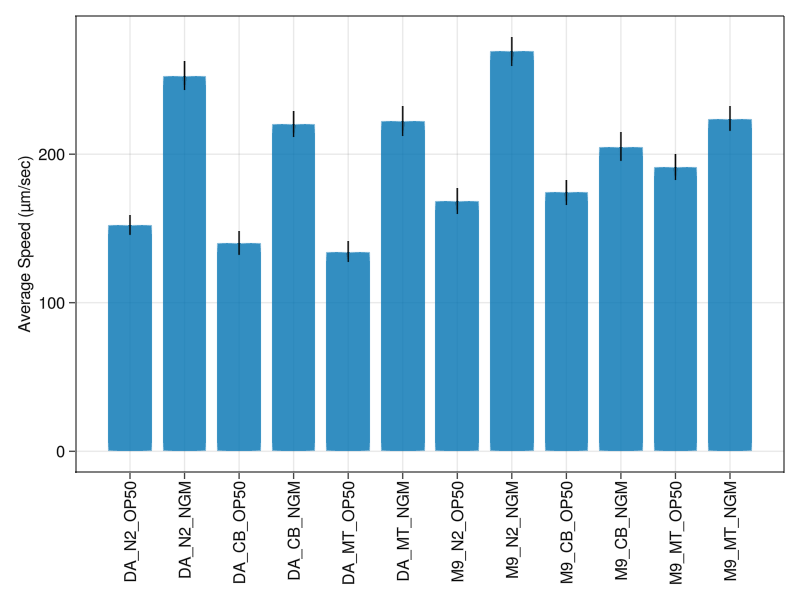 Average Speed (μm/sec)
200
100
0
DA_N2_OP50
DA_N2_NGM
DA_CB_OP50
DA_CB_NGM
DA_MT_OP50
DA_MT_NGM
M9_N2_OP50
M9_N2_NGM
M9_CB_OP50
M9_CB_NGM
M9_MT_OP50
M9_MT_NGM